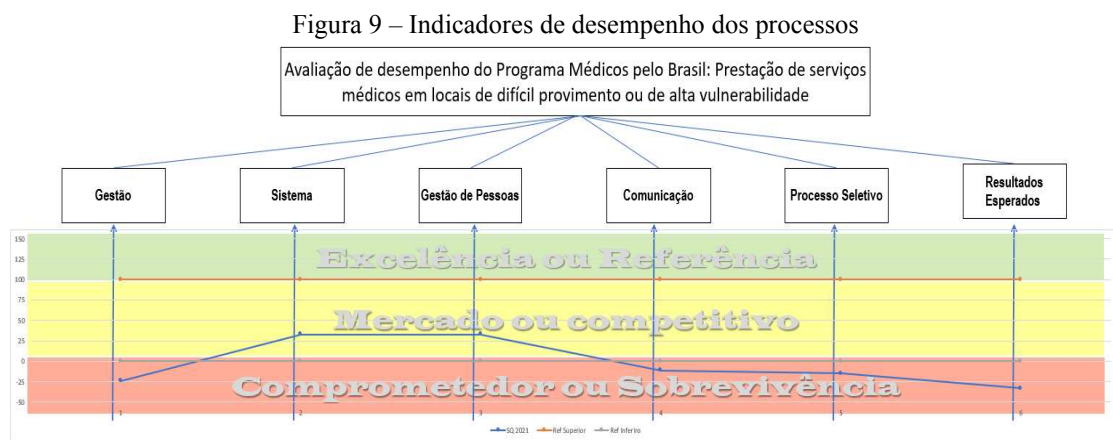 Figura 9 – Indicadores de desempenho dos processos
Avaliação de desempenho do Programa Médicos pelo Brasil: Prestação de serviços
médicos em locais de difícil provimento ou de alta vulnerabilidade
Gestão
Sistema
Gestão de Pessoas
Comunicação
Processo Seletivo
Resultados
Esperados
150
125
100
75
50
25
0
-25
-50
Excelência ou Referência
Mercado ou competitivo
Comprometedor ou Sobrevivência
1 2 3 4 5 6
SQ 2021 Ref Superior Ref Inferiro